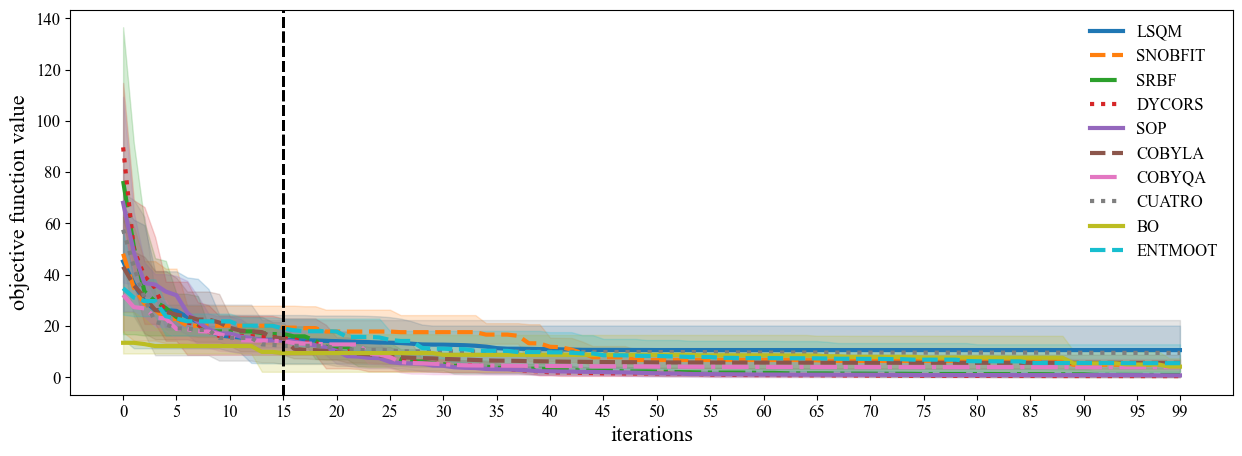 objective function value
140
120
100
80
60
40
20
0
0 5 10 15 20 25 30 35 40 45 50 55 60 65 70 75 80 85 90 95 99
iterations
LSQM
SNOBFIT
SRBF
DYCORS
SOP
COBYLA
COBYQA
CUATRO
BO
ENTMOOT